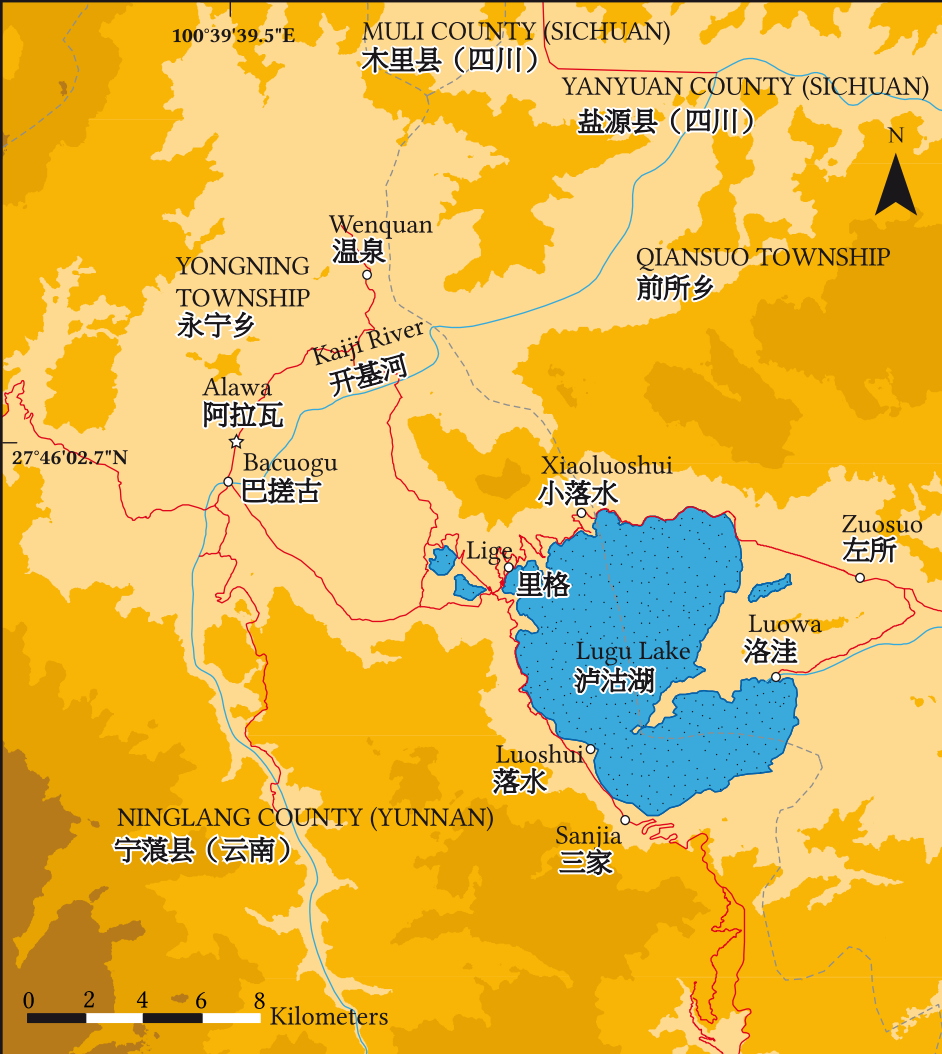 100°39'39.5"E
MULI COUNTY (SICHUAN)
木里县（四川）
YANYUAN COUNTY (SICHUAN)
盐源县（四川）
N
Wenquan
温泉
YONGNING
TOWNSHIP
永宁乡
QIANSUO TOWNSHIP
前所乡
Kaiji River
开基河
Alawa
阿拉瓦
27°46'02.7"N
Bacuogu
巴搓古
Xiaoluoshui
小落水
Zuosuo
左所
Lige
里格
Luowa
洛洼
Lugu Lake
泸沽湖
Luoshui
落水
NINGLANG COUNTY (YUNNAN)
宁蒗县（云南）
Sanjia
三家
0 2 4 6 8
Kilometers